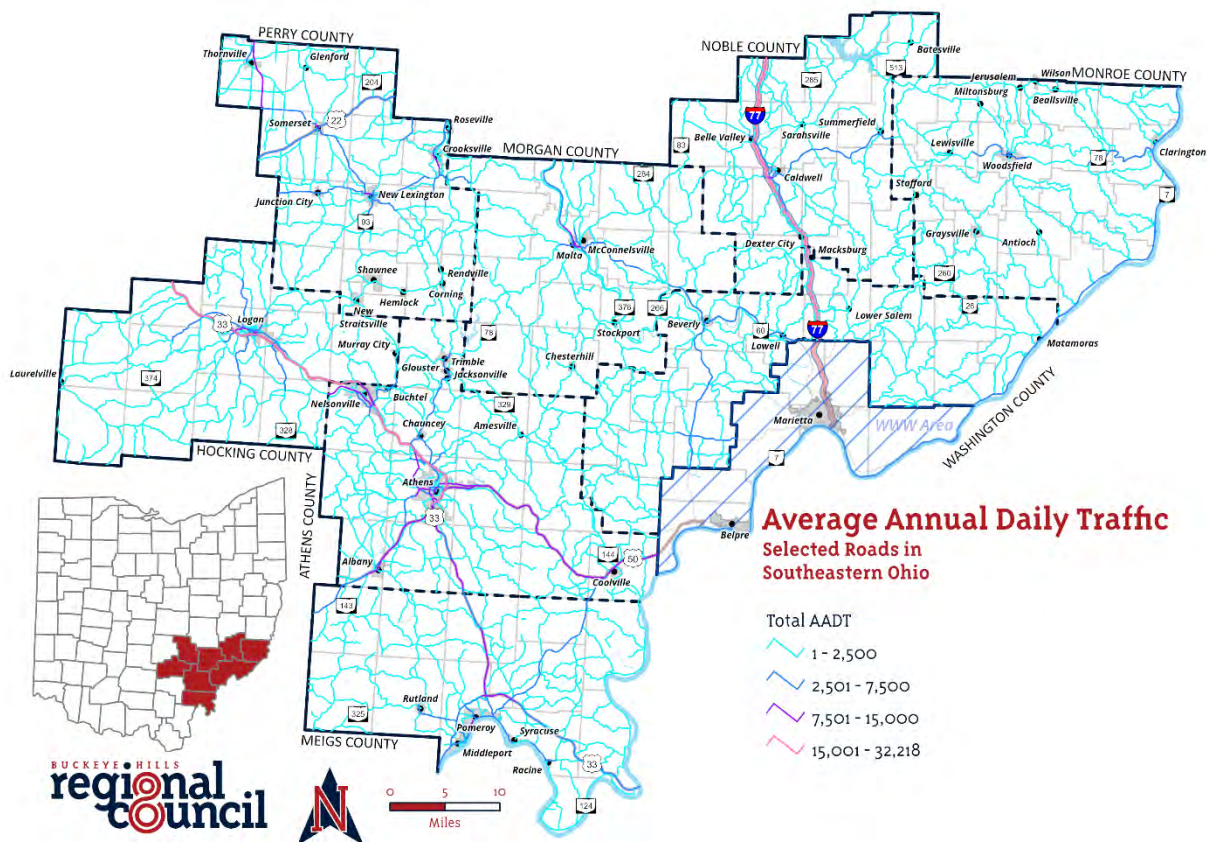 PERRY COUNTY
Thornville
Glenford
204
Somerset
22
Roseville
Crooksville
MORGAN COUNTY
NOBLE COUNTY
Batesville
513
285
Jerusalem
Wilson
MONROE COUNTY
Miltonsburg
Beallsville
77
Belle Valley
Sarahsville
Summerfield
83
Lewisville
Woodsfield
78
Clarington
284
Caldwell
Stafford
7
Junction City
New Lexington
93
McConnelsville
Malta
Dexter City
Macksburg
Graysville
Antioch
260
26
Shawnee
Rendville
Hemlock
Corning
New
Straitsville
376
266
Stockport
Beverly
60
Lowell
77
Lower Salem
Matamoras
33
Logan
Murray City
78
Trimble
Glouster
Jacksonville
Chesterhill
Laurelville
374
Nelsonville
Buchtel
329
Chauncey
Amesville
Marietta
WWW Area
WASHINGTON COUNTY
328
HOCKING COUNTY
ATHENS COUNTY
Athens
33
7
Belpre
Albany
144
50
Coolville
143
Rutland
325
Pomeroy
Syracuse
MEIGS COUNTY
Middleport
Racine
33
124
Average Annual Daily Traffic
Selected Roads in
Southeastern Ohio
Total AADT
1 - 2,500
2,501 - 7,500
7,501 - 15,000
15,001 - 32,218
BUCKEYE HILLS
regional
council
N
0 5 10
Miles